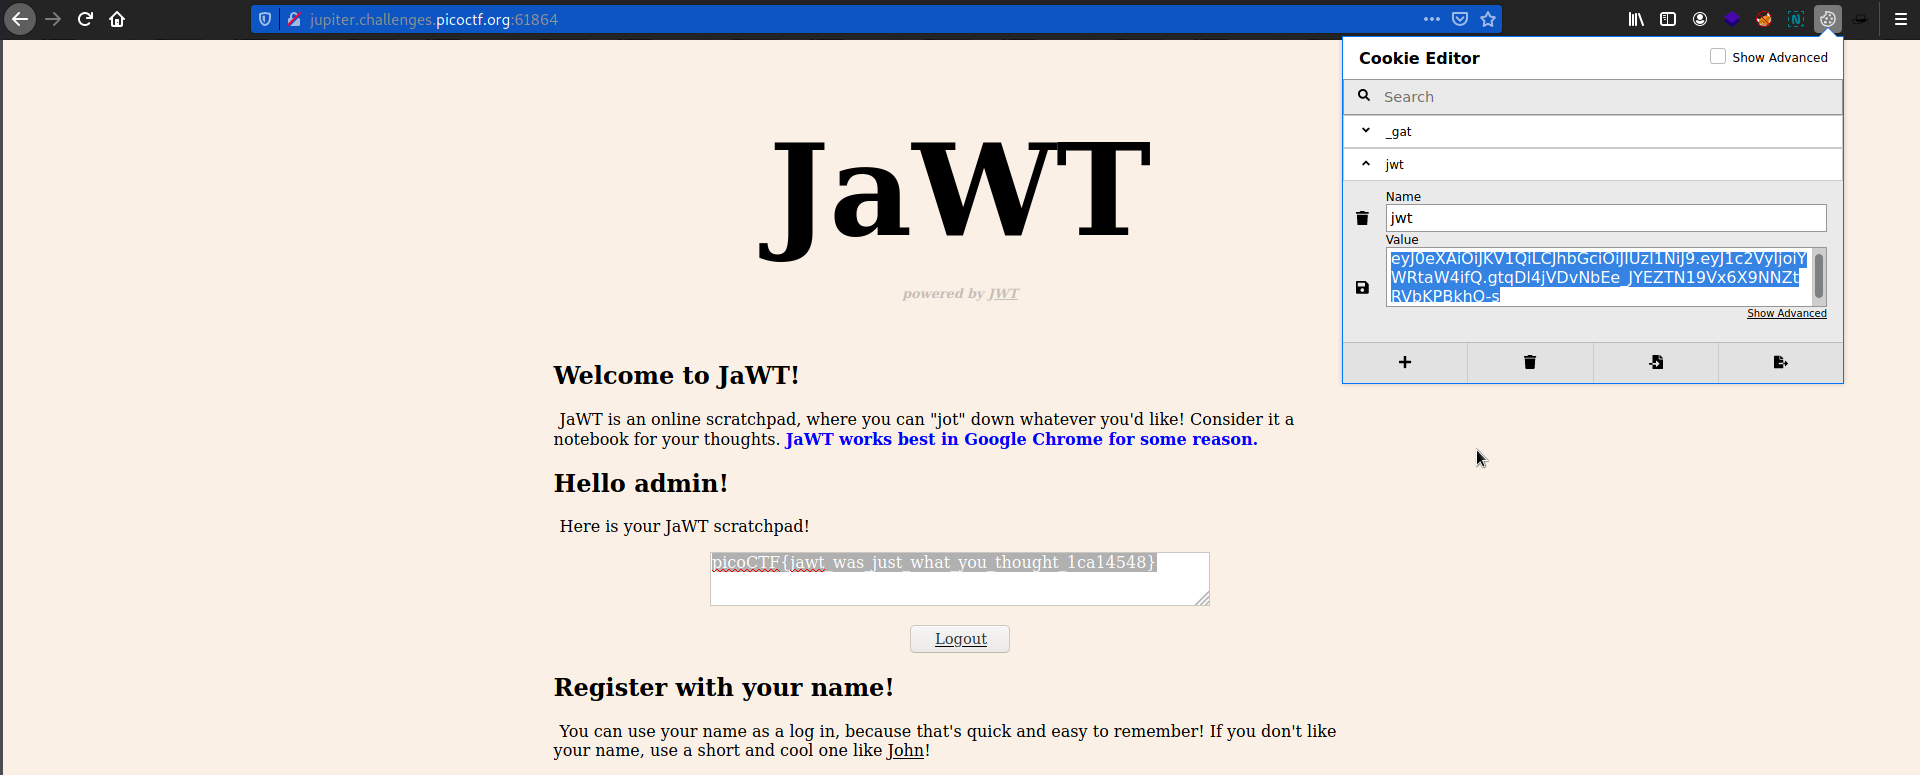 jupiter.challenges.picoctf.org:61864
Cookie Editor
Show Advanced
Search
_gat
jwt
Name
jwt
Value
eyJ0eXAiOiJKV1QiLCJhbGciOiJIUzI1NiJ9.eyJ1c2VyIjoiY
WRtaW4ifQ.gtqDl4jVDvNbEe_JYEZTN19Vx6X9NNZt
RVbKPBkhO-s
Show Advanced
JaWT
powered by JWT
Welcome to JaWT!
JaWT is an online scratchpad, where you can "jot" down whatever you'd like! Consider it a
notebook for your thoughts. JaWT works best in Google Chrome for some reason.
Hello admin!
Here is your JaWT scratchpad!
picoCTF{jawt_was_just_what_you_thought_1ca14548}
Logout
Register with your name!
You can use your name as a log in, because that's quick and easy to remember! If you don't like
your name, use a short and cool one like John!